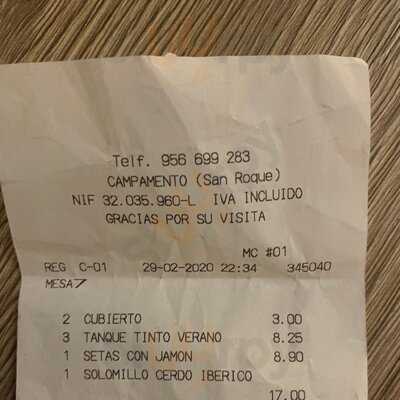 Telf. 956 699 283
CAMPAMENTO (San Roque)
NIF 32.035.960-L IVA INCLUIDO
GRACIAS POR SU VISITA
MC #01
REG C-01 29-02-2020 22:34 345040
MESA7
2 CUBIERTO 3.00
3 TANQUE TINTO VERANO 8.25
1 SETAS CON JAMON 8.90
1 SOLOMILLO CERDO IBERICO
17.00